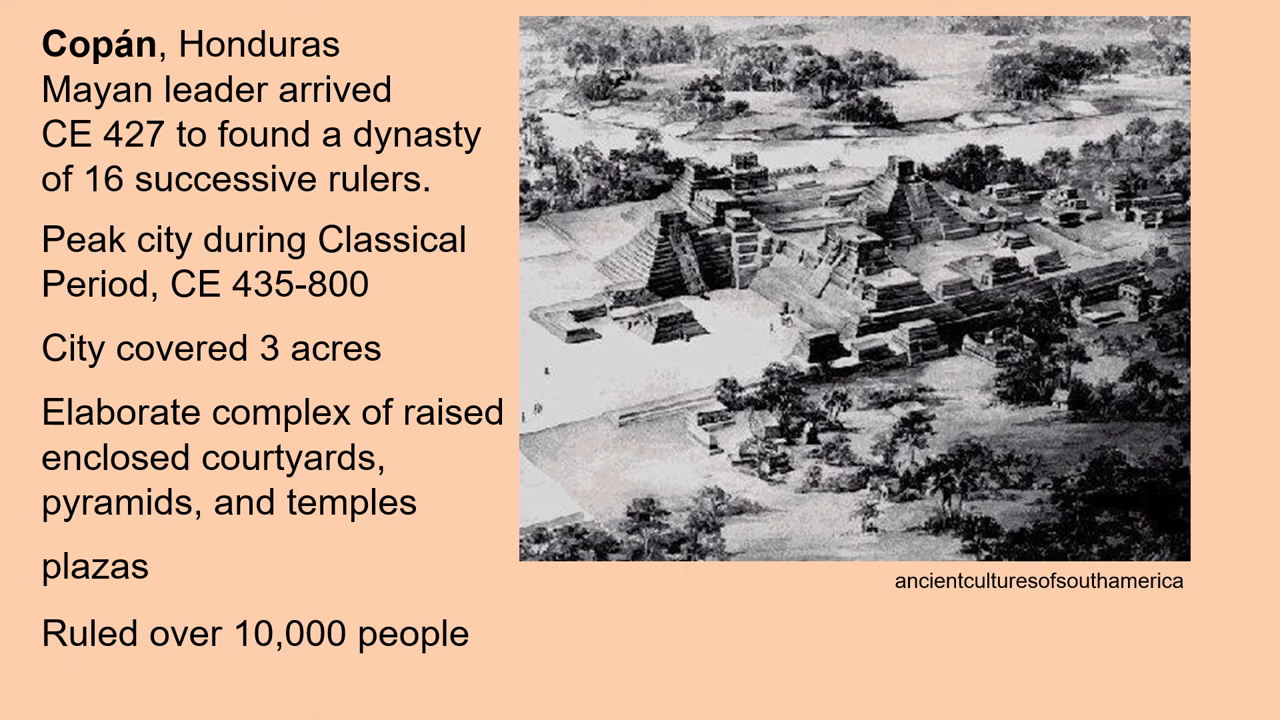 Copán, Honduras
Mayan leader arrived
CE 427 to found a dynasty
of 16 successive rulers.
Peak city during Classical
Period, CE 435-800
City covered 3 acres
Elaborate complex of raised
enclosed courtyards,
pyramids, and temples
plazas
Ruled over 10,000 people
ancientculturesofsouthamerica